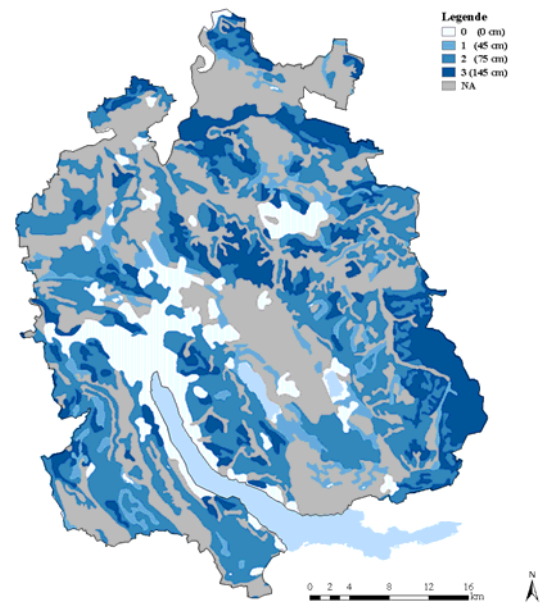 Legende
0 (0 cm)
1 (45 cm)
2 (75 cm)
3 (145 cm)
NA
N
0 2 4 8 12 16
km